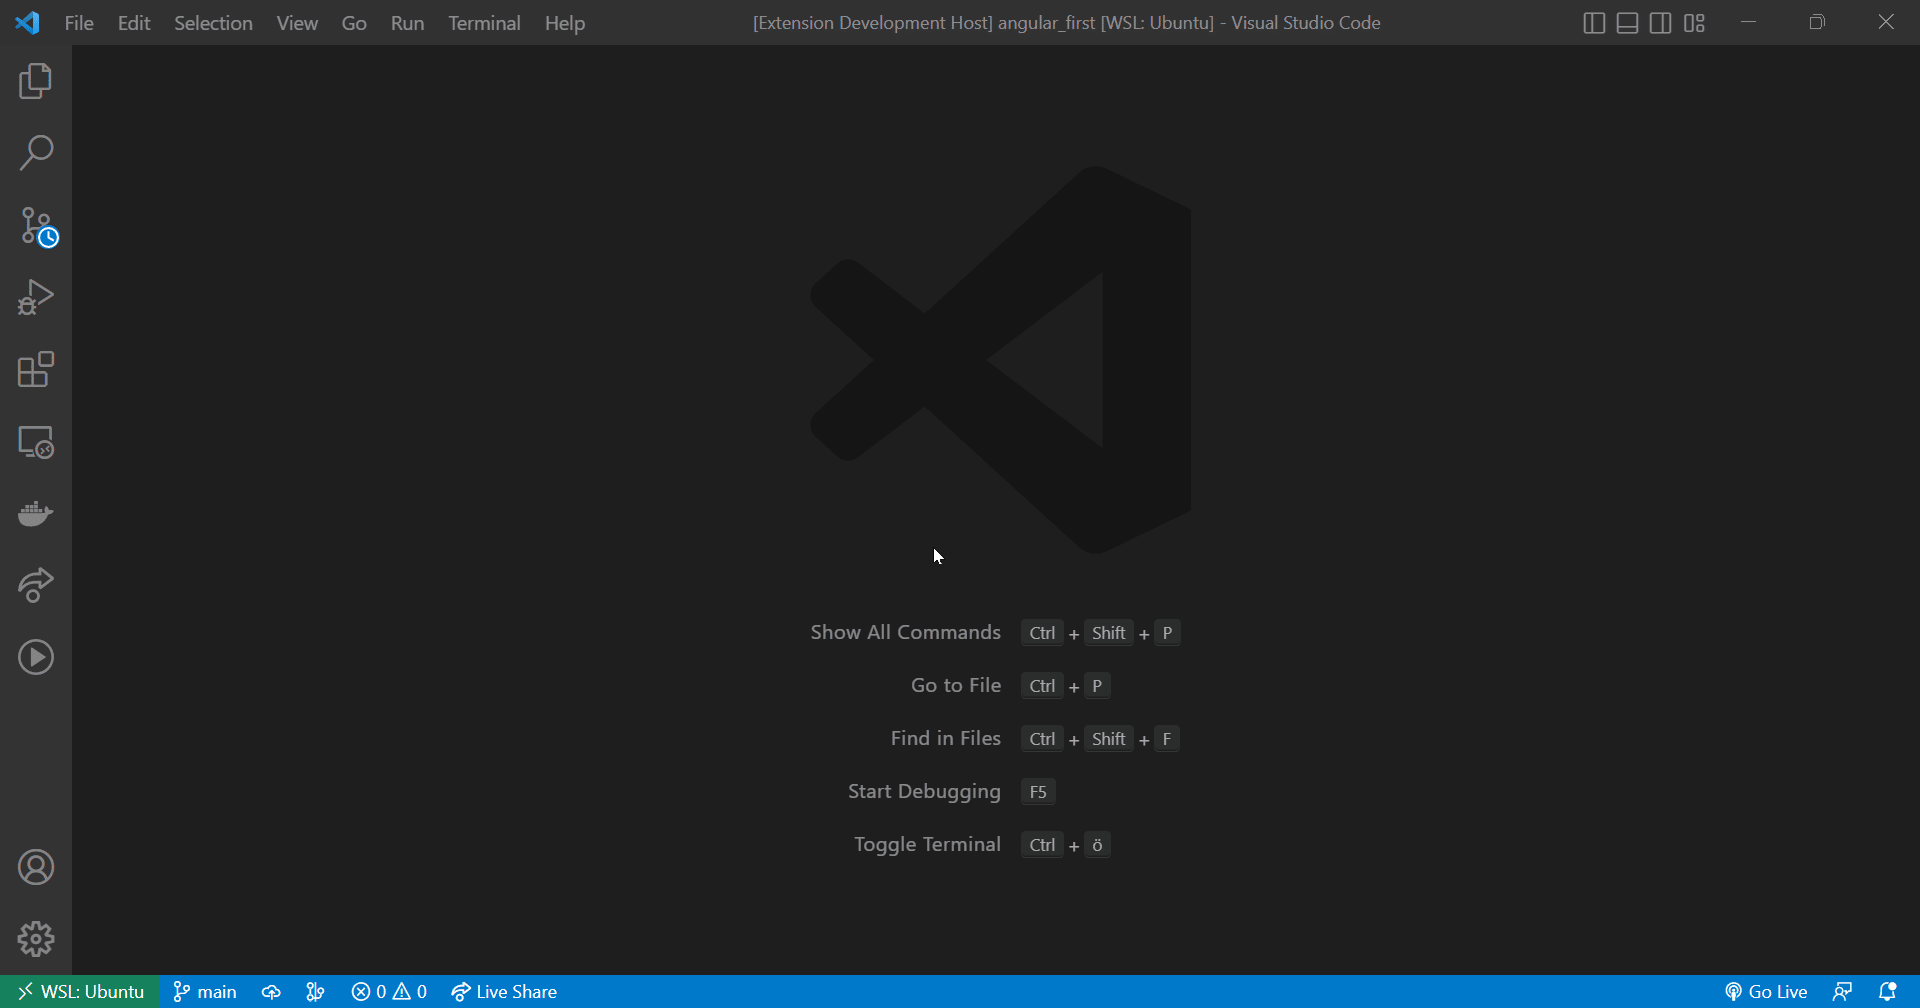 File Edit Selection View Go Run Terminal Help [Extension Development Host] angular_first [WSL: Ubuntu] - Visual Studio Code
Show All Commands Ctrl + Shift + P
Go to File Ctrl + P
Find in Files Ctrl + Shift + F
Start Debugging F5
Toggle Terminal Ctrl + ö
WSL: Ubuntu main 0 0 Live Share Go Live